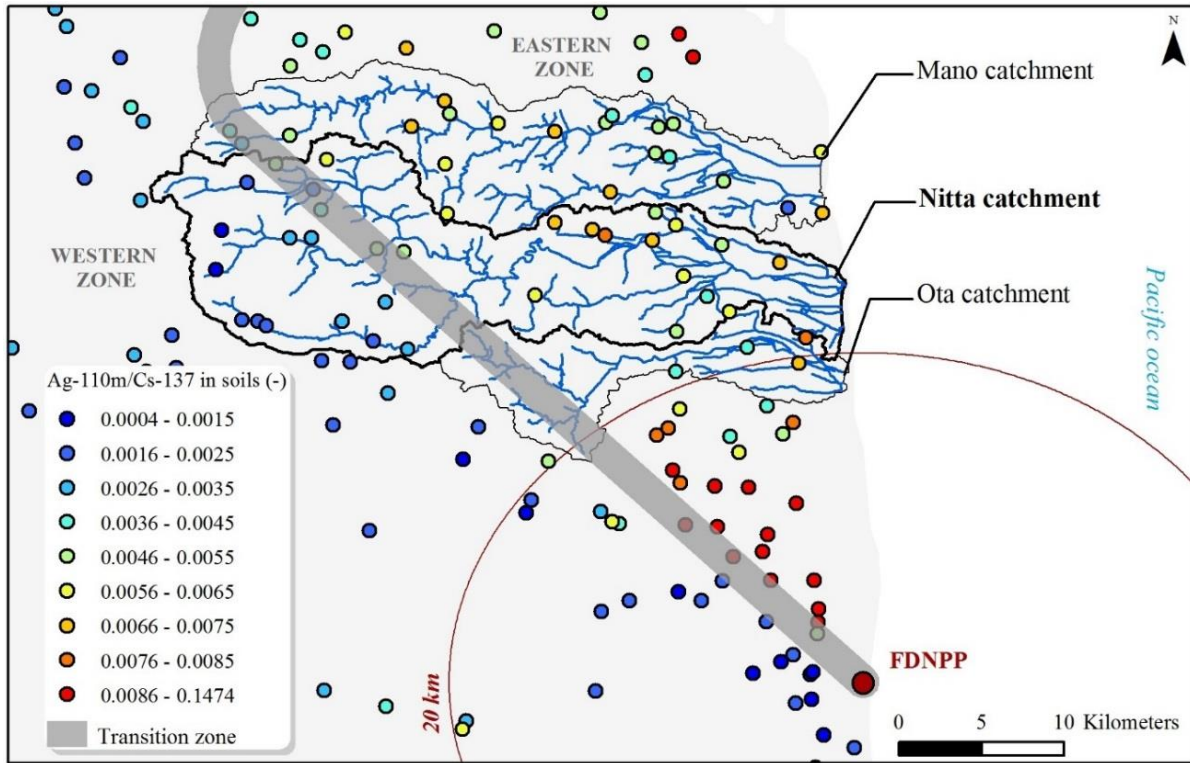 N
EASTERN
ZONE
Mano catchment
Nitta catchment
WESTERN
ZONE
Ota catchment
Pacific ocean
Ag-110m/Cs-137 in soils (-)
0.0004 - 0.0015
0.0016 - 0.0025
0.0026 - 0.0035
0.0036 - 0.0045
0.0046 - 0.0055
0.0056 - 0.0065
0.0066 - 0.0075
0.0076 - 0.0085
0.0086 - 0.1474
Transition zone
20 km
FDNPP
0 5 10 Kilometers